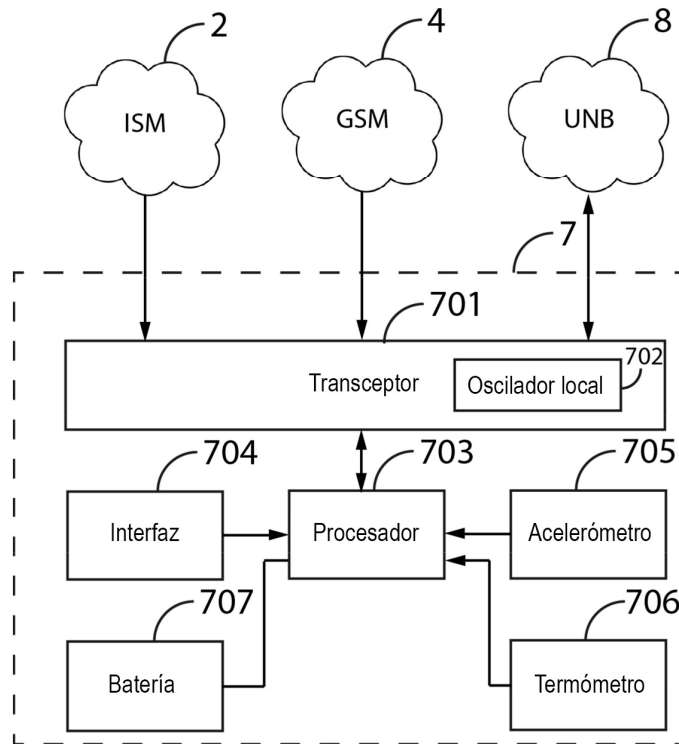 2
4
8
ISM
GSM
UNB
7
701
Transceptor
702
Oscilador local
704
703
705
Interfaz
Procesador
Acelerómetro
707
706
Batería
Termómetro